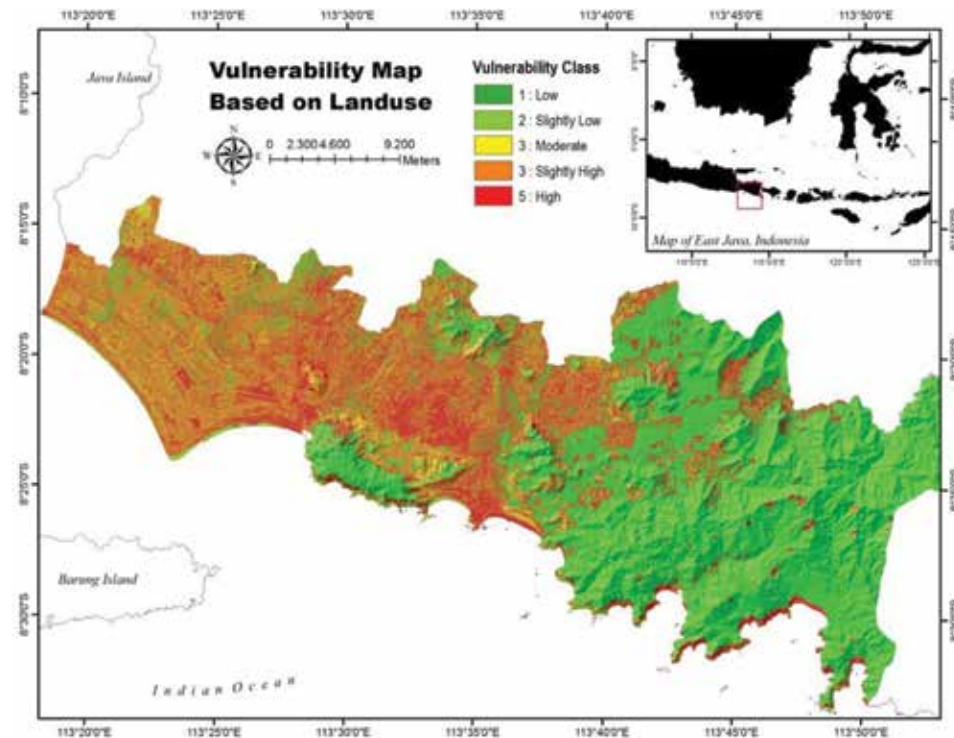 113°20'0"E 113°25'0"E 113°30'0"E 113°35'0"E 113°40'0"E 113°45'0"E 113°50'0"E
Java Island
Vulnerability Map
Based on Landuse
N
W E
S
0 2.300 4.600 9.200
Meters
Vulnerability Class
1 : Low
2 : Slightly Low
3 : Moderate
3 : Slightly High
5 : High
Map of East Java, Indonesia
8°10'0"S
8°15'0"S
8°20'0"S
8°25'0"S
8°30'0"S
Barung Island
Indian Ocean
113°20'0"E 113°25'0"E 113°30'0"E 113°35'0"E 113°40'0"E 113°45'0"E 113°50'0"E